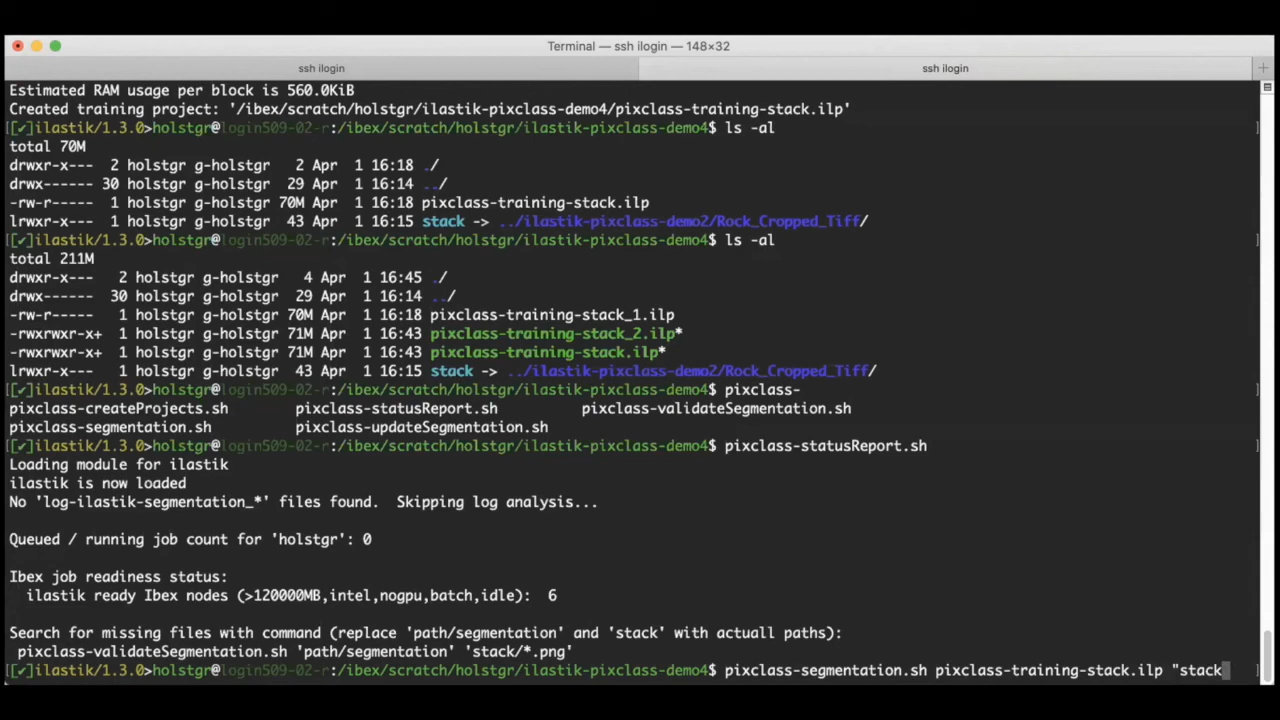 Terminal — ssh ilogin — 148×32
ssh ilogin ssh ilogin +
Estimated RAM usage per block is 560.0KiB
Created training project: '/ibex/scratch/holstgr/ilastik-pixclass-demo4/pixclass-training-stack.ilp'
[[✔]ilastik/1.3.0>holstgr@login509-02-r:/ibex/scratch/holstgr/ilastik-pixclass-demo4$ ls -al ]
total 70M
drwxr-x--- 2 holstgr g-holstgr 2 Apr 1 16:18 ./
drwx------ 30 holstgr g-holstgr 29 Apr 1 16:14 ../
-rw-r----- 1 holstgr g-holstgr 70M Apr 1 16:18 pixclass-training-stack.ilp
lrwxr-x--- 1 holstgr g-holstgr 43 Apr 1 16:15 stack -> ../ilastik-pixclass-demo2/Rock_Cropped_Tiff/
[[✔]ilastik/1.3.0>holstgr@login509-02-r:/ibex/scratch/holstgr/ilastik-pixclass-demo4$ ls -al ]
total 211M
drwxr-x--- 2 holstgr g-holstgr 4 Apr 1 16:45 ./
drwx------ 30 holstgr g-holstgr 29 Apr 1 16:14 ../
-rw-r----- 1 holstgr g-holstgr 70M Apr 1 16:18 pixclass-training-stack_1.ilp
-rwxrwxr-x+ 1 holstgr g-holstgr 71M Apr 1 16:43 pixclass-training-stack_2.ilp*
-rwxrwxr-x+ 1 holstgr g-holstgr 71M Apr 1 16:43 pixclass-training-stack.ilp*
lrwxr-x--- 1 holstgr g-holstgr 43 Apr 1 16:15 stack -> ../ilastik-pixclass-demo2/Rock_Cropped_Tiff/
[[✔]ilastik/1.3.0>holstgr@login509-02-r:/ibex/scratch/holstgr/ilastik-pixclass-demo4$ pixclass- ]
pixclass-createProjects.sh pixclass-statusReport.sh pixclass-validateSegmentation.sh
pixclass-segmentation.sh pixclass-updateSegmentation.sh
[[✔]ilastik/1.3.0>holstgr@login509-02-r:/ibex/scratch/holstgr/ilastik-pixclass-demo4$ pixclass-statusReport.sh ]
Loading module for ilastik
ilastik is now loaded
No 'log-ilastik-segmentation_*' files found. Skipping log analysis...
Queued / running job count for 'holstgr': 0
Ibex job readiness status:
ilastik ready Ibex nodes (>120000MB,intel,nogpu,batch,idle): 6
Search for missing files with command (replace 'path/segmentation' and 'stack' with actuall paths):
pixclass-validateSegmentation.sh 'path/segmentation' 'stack/*.png'
[[✔]ilastik/1.3.0>holstgr@login509-02-r:/ibex/scratch/holstgr/ilastik-pixclass-demo4$ pixclass-segmentation.sh pixclass-training-stack.ilp "stack ]